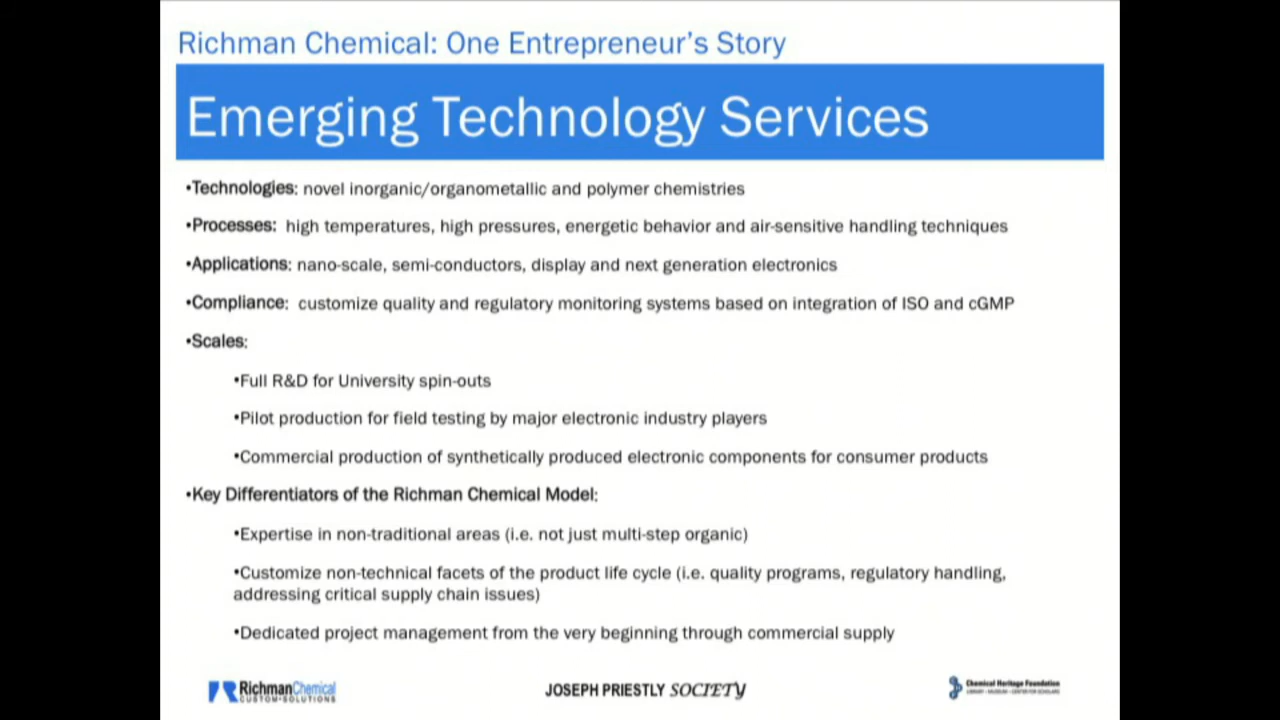 Richman Chemical: One Entrepreneur's Story
Emerging Technology Services
•Technologies: novel inorganic/organometallic and polymer chemistries
•Processes: high temperatures, high pressures, energetic behavior and air-sensitive handling techniques
•Applications: nano-scale, semi-conductors, display and next generation electronics
•Compliance: customize quality and regulatory monitoring systems based on integration of ISO and cGMP
•Scales:
•Full R&D for University spin-outs
•Pilot production for field testing by major electronic industry players
•Commercial production of synthetically produced electronic components for consumer products
•Key Differentiators of the Richman Chemical Model:
•Expertise in non-traditional areas (i.e. not just multi-step organic)
•Customize non-technical facets of the product life cycle (i.e. quality programs, regulatory handling,
addressing critical supply chain issues)
•Dedicated project management from the very beginning through commercial supply
RichmanChemical
CUSTOM•SOLUTIONS
JOSEPH PRIESTLY SOCIETY
Chemical Heritage Foundation
LIBRARY • MUSEUM • CENTER FOR SCHOLARS